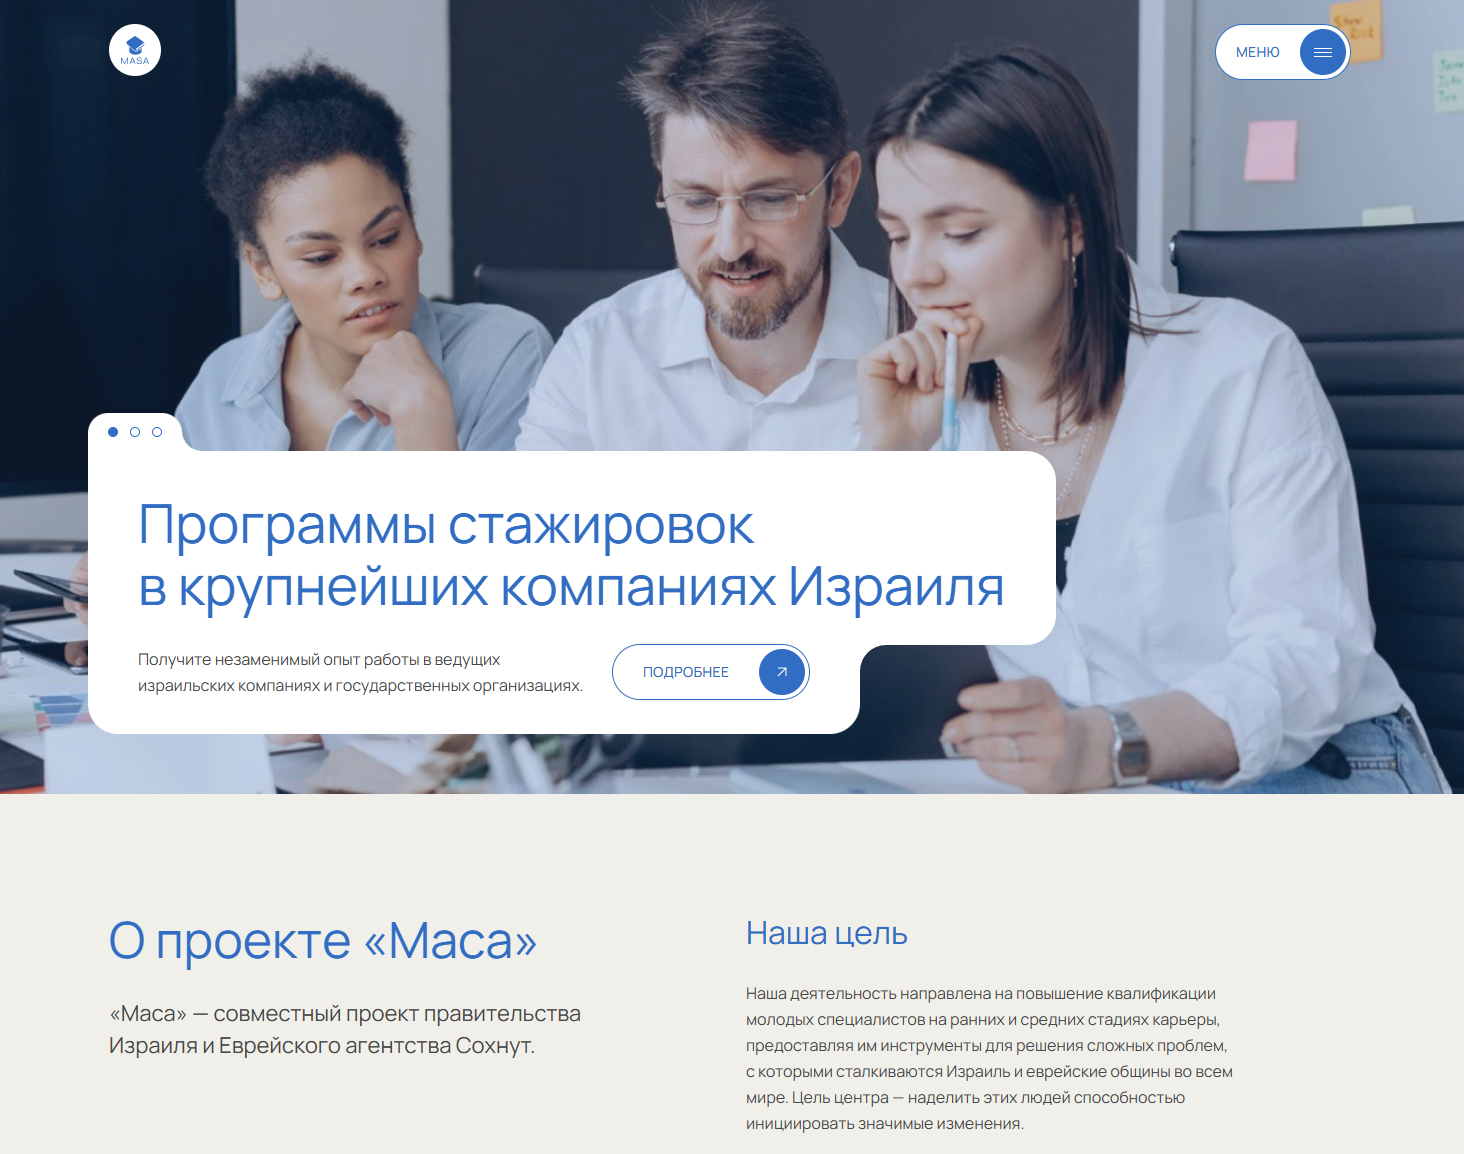 MASA
МЕНЮ
Программы стажировок
в крупнейших компаниях Израиля
Получите незаменимый опыт работы в ведущих
израильских компаниях и государственных организациях.
ПОДРОБНЕЕ
О проекте «Маса»
«Маса» — совместный проект правительства
Израиля и Еврейского агентства Сохнут.
Наша цель
Наша деятельность направлена на повышение квалификации
молодых специалистов на ранних и средних стадиях карьеры,
предоставляя им инструменты для решения сложных проблем,
с которыми сталкиваются Израиль и еврейские общины во всем
мире. Цель центра — наделить этих людей способностью
инициировать значимые изменения.